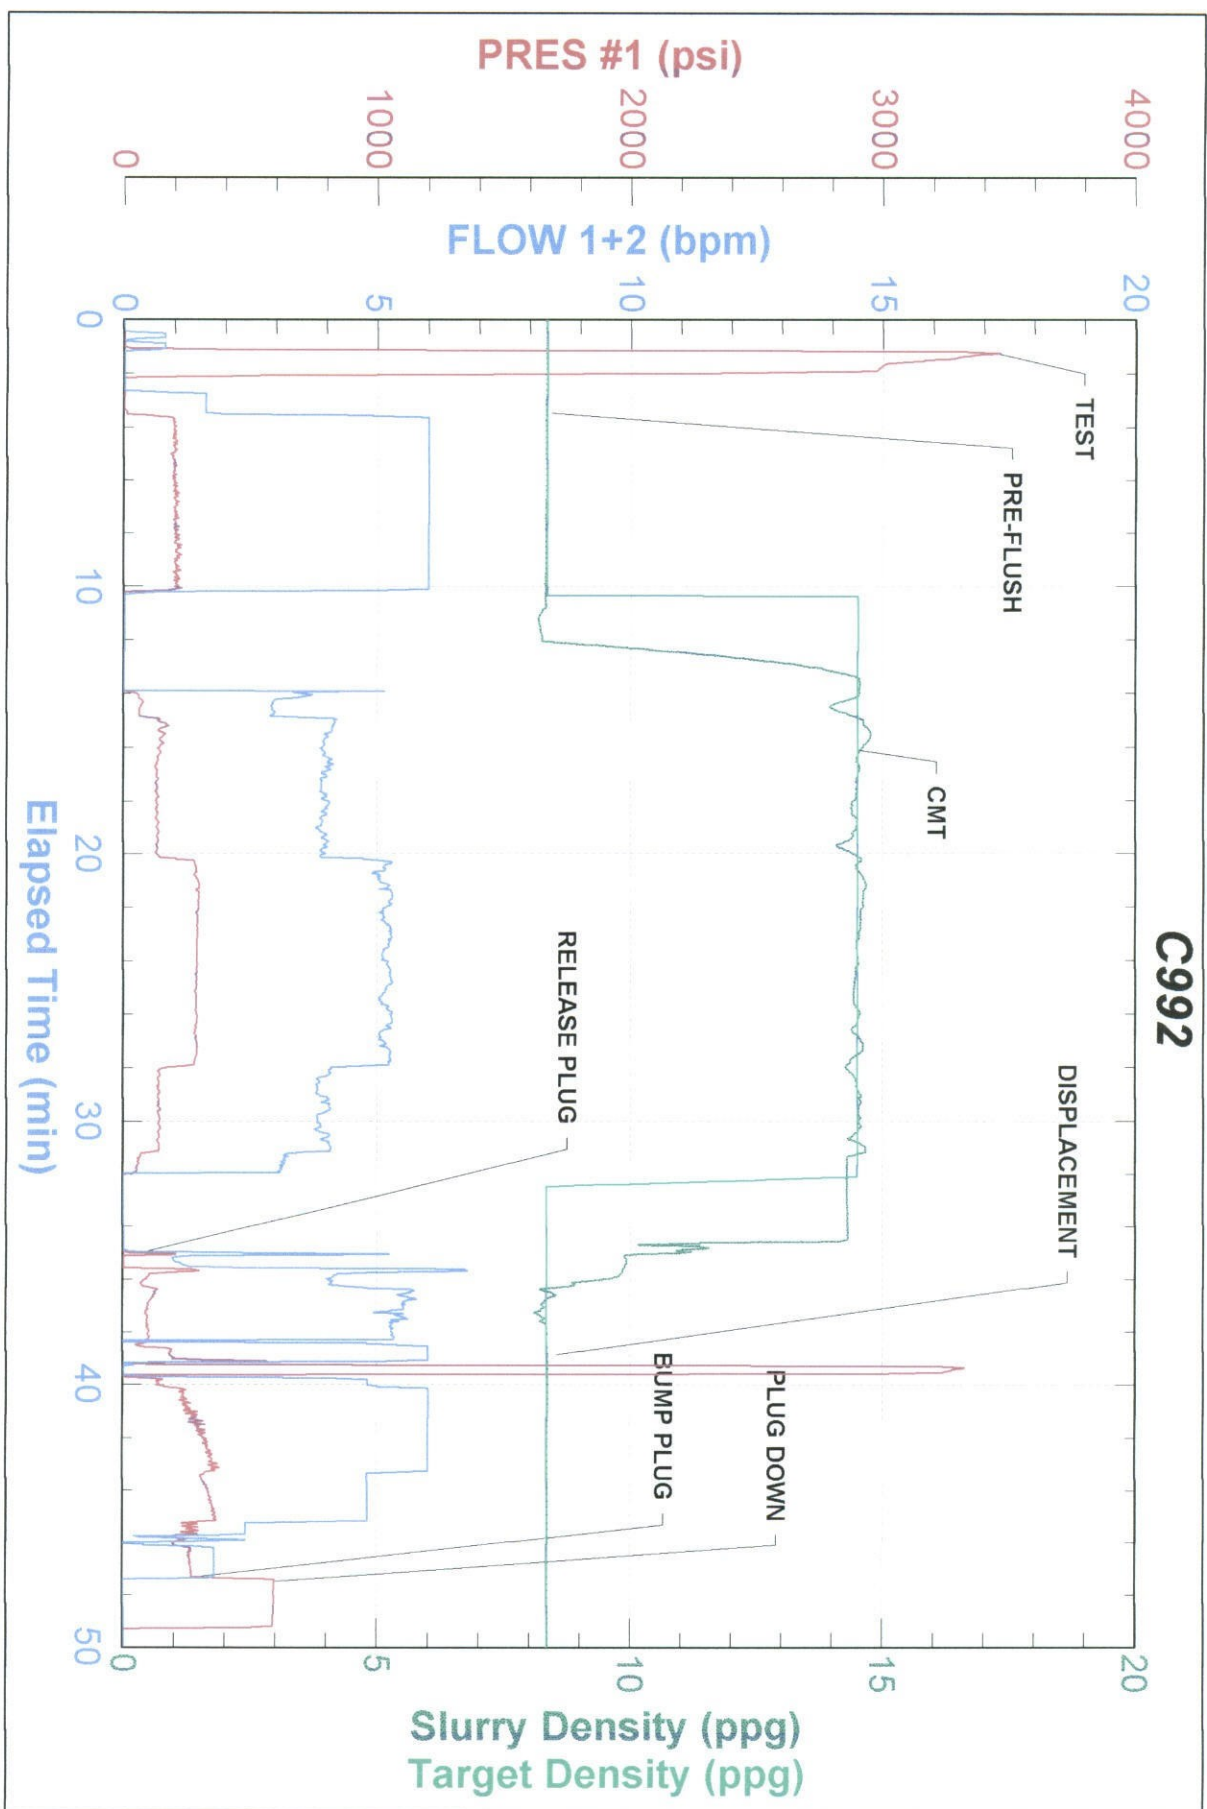 C992
PRES #1 (psi)
4000
3000
2000
1000
0
FLOW 1+2 (bpm)
20
15
10
5
0
TEST
PRE-FLUSH
CMT
RELEASE PLUG
DISPLACEMENT
PLUG DOWN
BUMP PLUG
0
10
20
30
40
50
Elapsed Time (min)
20
15
10
5
0
Slurry Density (ppg)
Target Density (ppg)